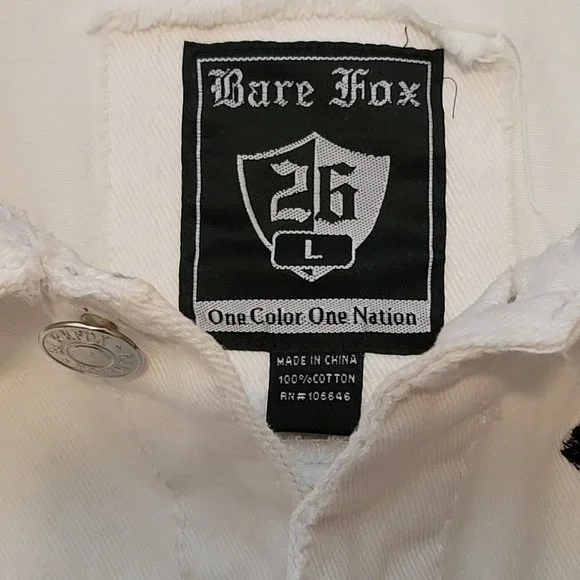 Bare Fox
26
L
One Color One Nation
MADE IN CHINA
100%COTTON
RN#106646